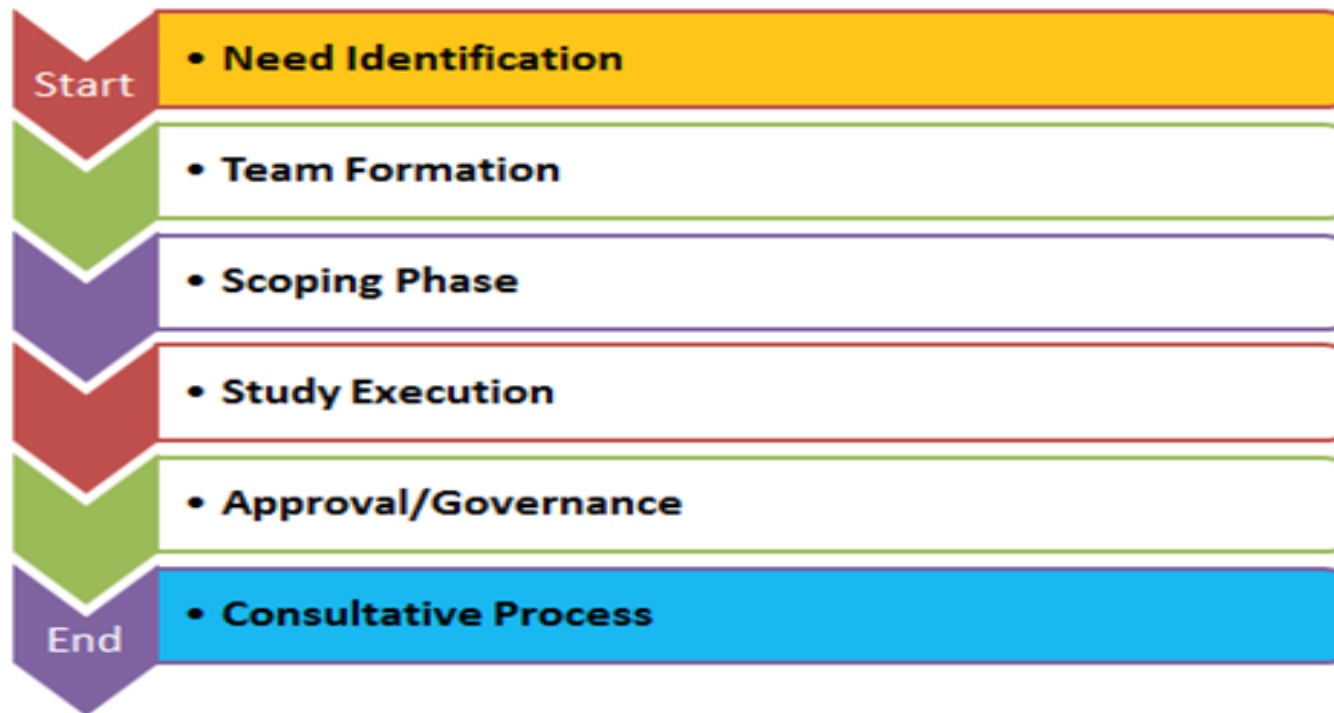 Start
• Need Identification
• Team Formation
• Scoping Phase
• Study Execution
• Approval/Governance
End
• Consultative Process